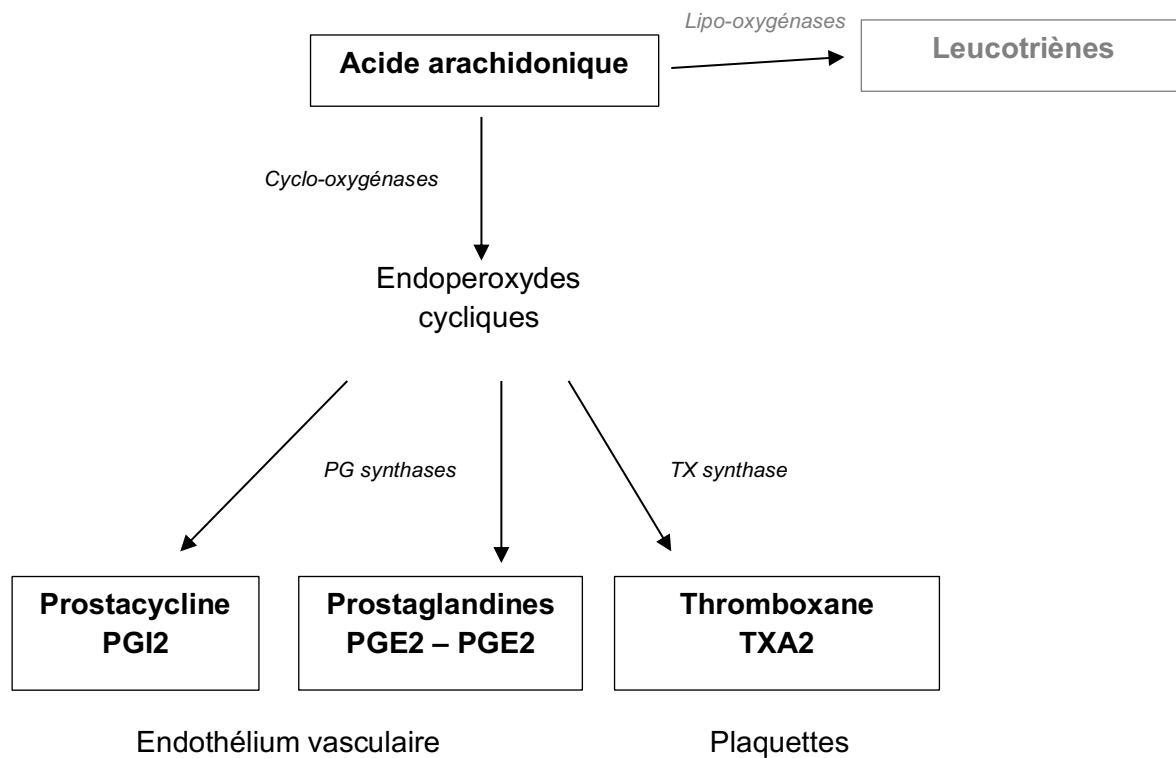 Lipo-oxygénases
Acide arachidonique
Leucotriènes
Cyclo-oxygénases
Endoperoxydes
cycliques
PG synthases
TX synthase
Prostacycline
PGI2
Prostaglandines
PGE2 – PGE2
Thromboxane
TXA2
Endothélium vasculaire
Plaquettes